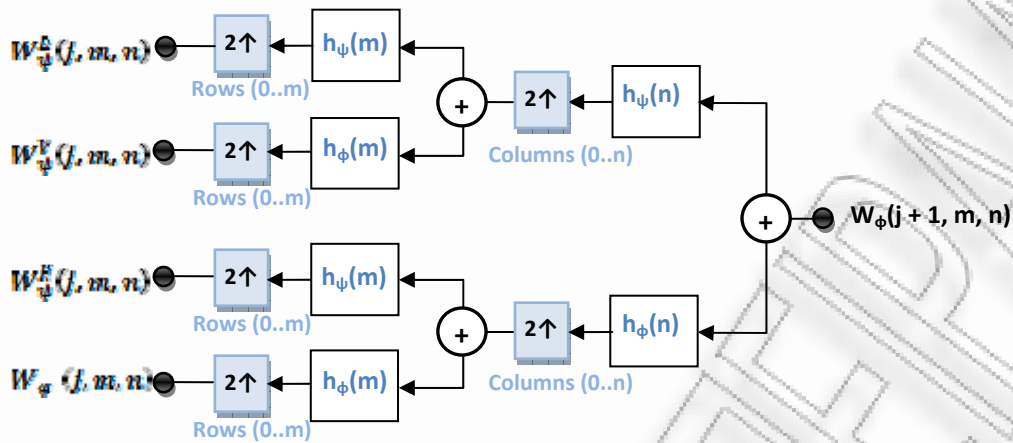 W_ψ^D(j, m, n) 2↑ h_ψ(m)
Rows (0..m)
+ 2↑ h_ψ(n)
W_ψ^V(j, m, n) 2↑ h_ϕ(m)
Columns (0..n)
Rows (0..m)
+ W_ϕ(j + 1, m, n)
W_ψ^H(j, m, n) 2↑ h_ψ(m)
Rows (0..m)
+ 2↑ h_ϕ(n)
W_φ (j, m, n) 2↑ h_ϕ(m)
Columns (0..n)
Rows (0..m)